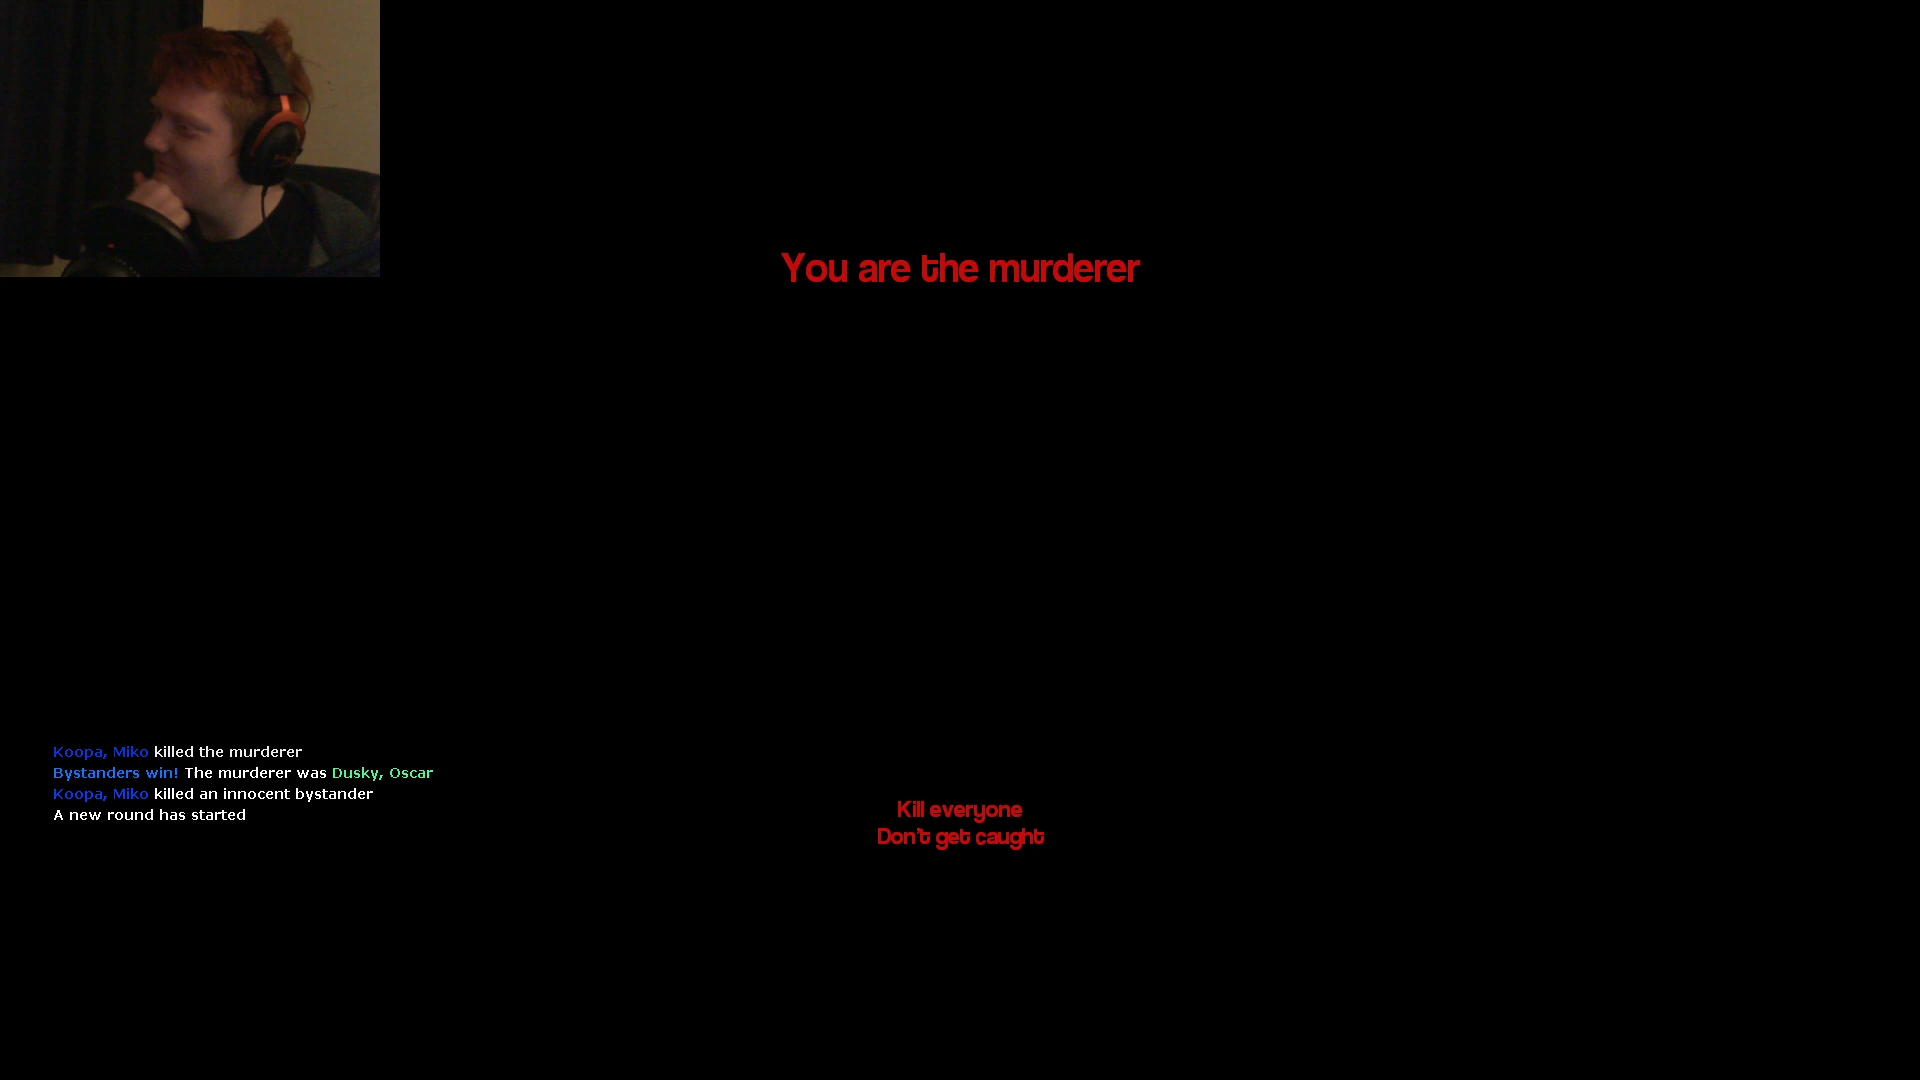 You are the murderer
Koopa, Miko killed the murderer
Bystanders win! The murderer was Dusky, Oscar
Koopa, Miko killed an innocent bystander
A new round has started
Kill everyone
Don't get caught